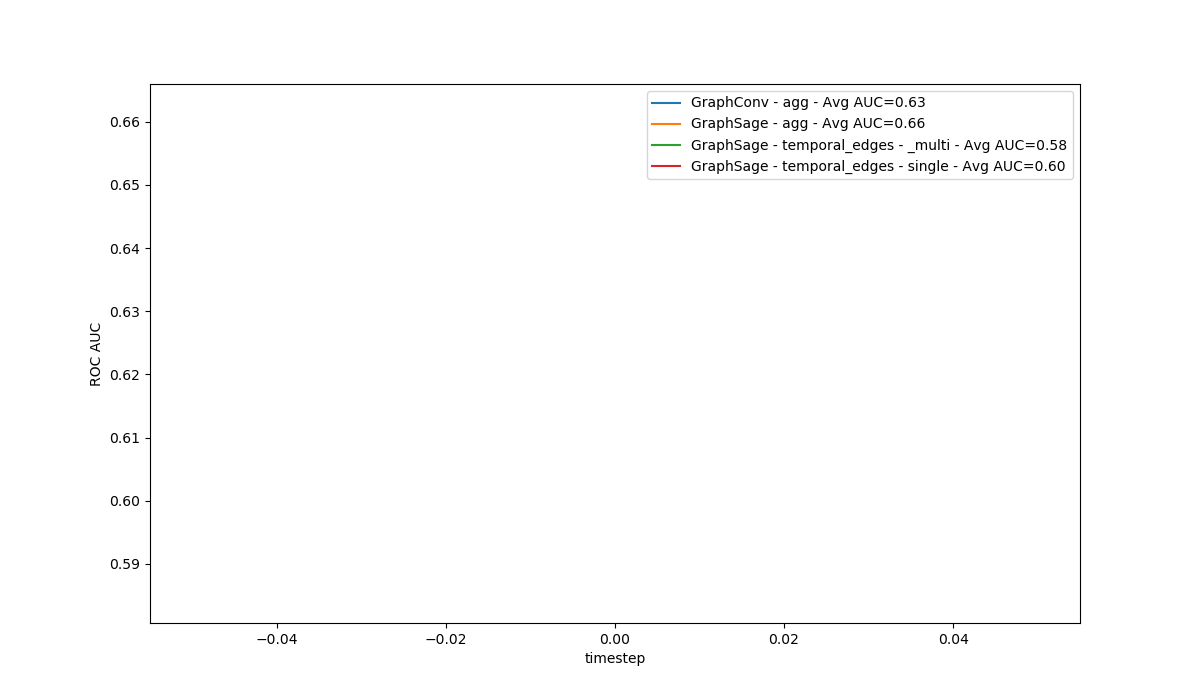 GraphConv - agg - Avg AUC=0.63
GraphSage - agg - Avg AUC=0.66
GraphSage - temporal_edges - _multi - Avg AUC=0.58
GraphSage - temporal_edges - single - Avg AUC=0.60
0.66
0.65
0.64
0.63
0.62
0.61
0.60
0.59
ROC AUC
−0.04
−0.02
0.00
0.02
0.04
timestep